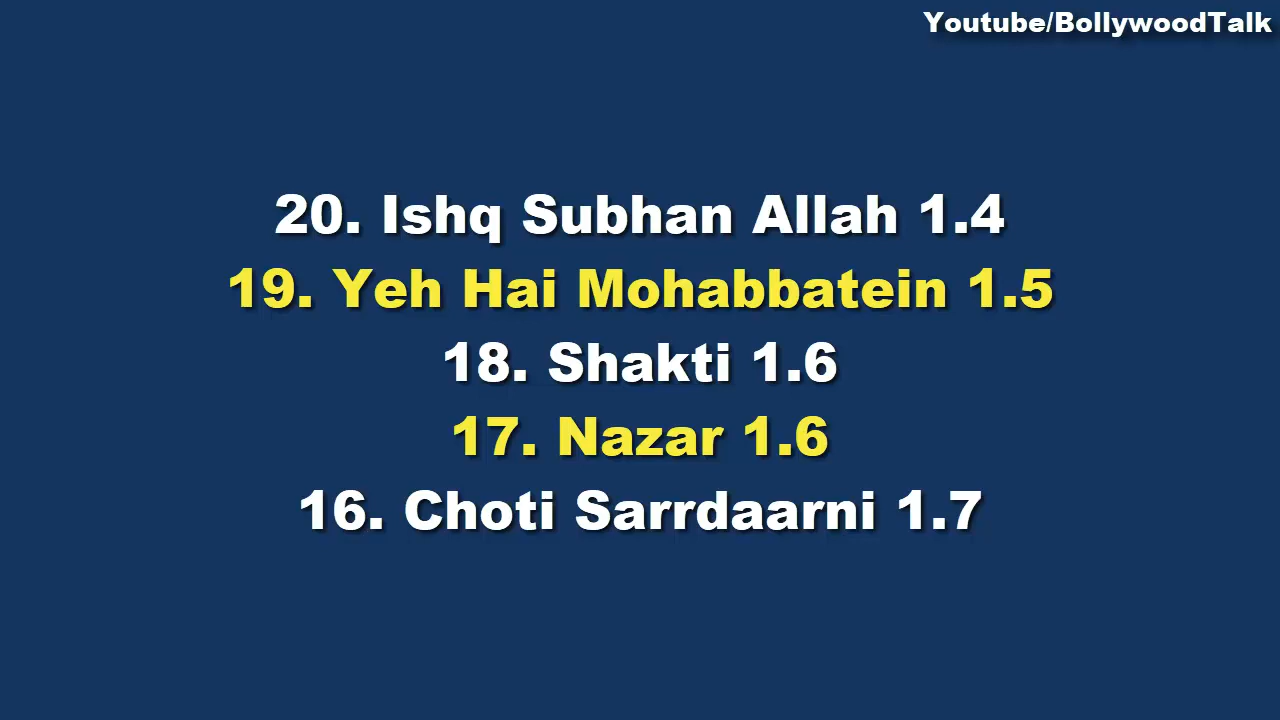 Youtube/BollywoodTalk
20. Ishq Subhan Allah 1.4
19. Yeh Hai Mohabbatein 1.5
18. Shakti 1.6
17. Nazar 1.6
16. Choti Sarrdaarni 1.7